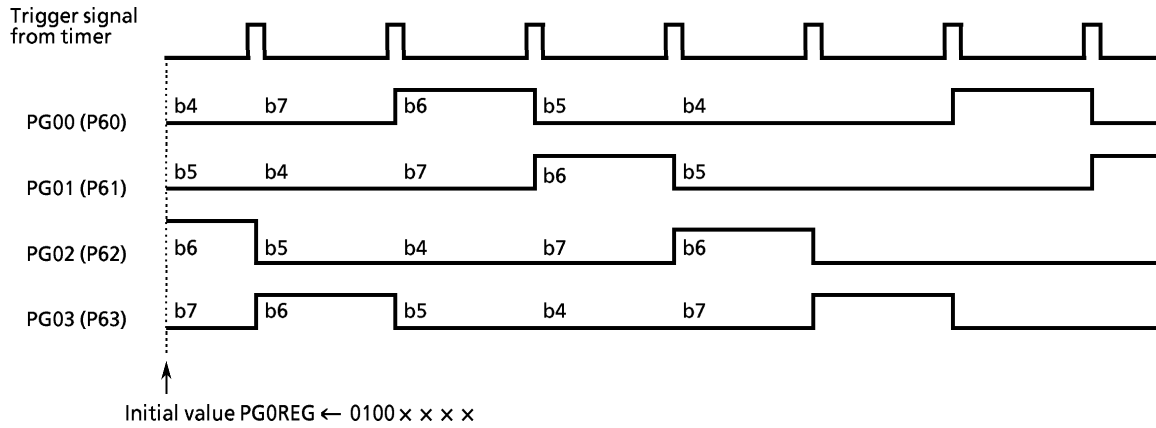 Trigger signal
from timer
PG00 (P60) b4 b7 b6 b5 b4
PG01 (P61) b5 b4 b7 b6 b5
PG02 (P62) b6 b5 b4 b7 b6
PG03 (P63) b7 b6 b5 b4 b7
Initial value PG0REG ← 0100 × × × ×